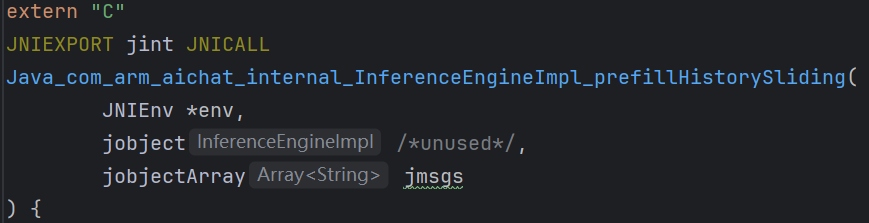 extern "C"
JNIEXPORT jint JNICALL
Java_com_arm_aichat_internal_InferenceEngineImpl_prefillHistorySliding(
JNIEnv *env,
jobject InferenceEngineImpl /*unused*/,
jobjectArray Array<String> jmsgs
) {